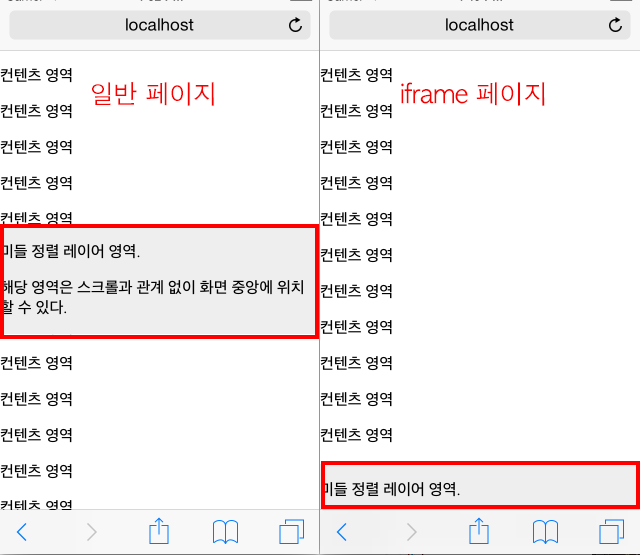 localhost
컨텐츠 영역
일반 페이지
컨텐츠 영역
컨텐츠 영역
컨텐츠 영역
컨텐츠 영역
미들 정렬 레이어 영역.
해당 영역은 스크롤과 관계 없이 화면 중앙에 위치
할 수 있다.
컨텐츠 영역
컨텐츠 영역
컨텐츠 영역
컨텐츠 영역
컨텐츠 영역
localhost
컨텐츠 영역
iframe 페이지
컨텐츠 영역
컨텐츠 영역
컨텐츠 영역
컨텐츠 영역
컨텐츠 영역
컨텐츠 영역
컨텐츠 영역
컨텐츠 영역
컨텐츠 영역
컨텐츠 영역
미들 정렬 레이어 영역.